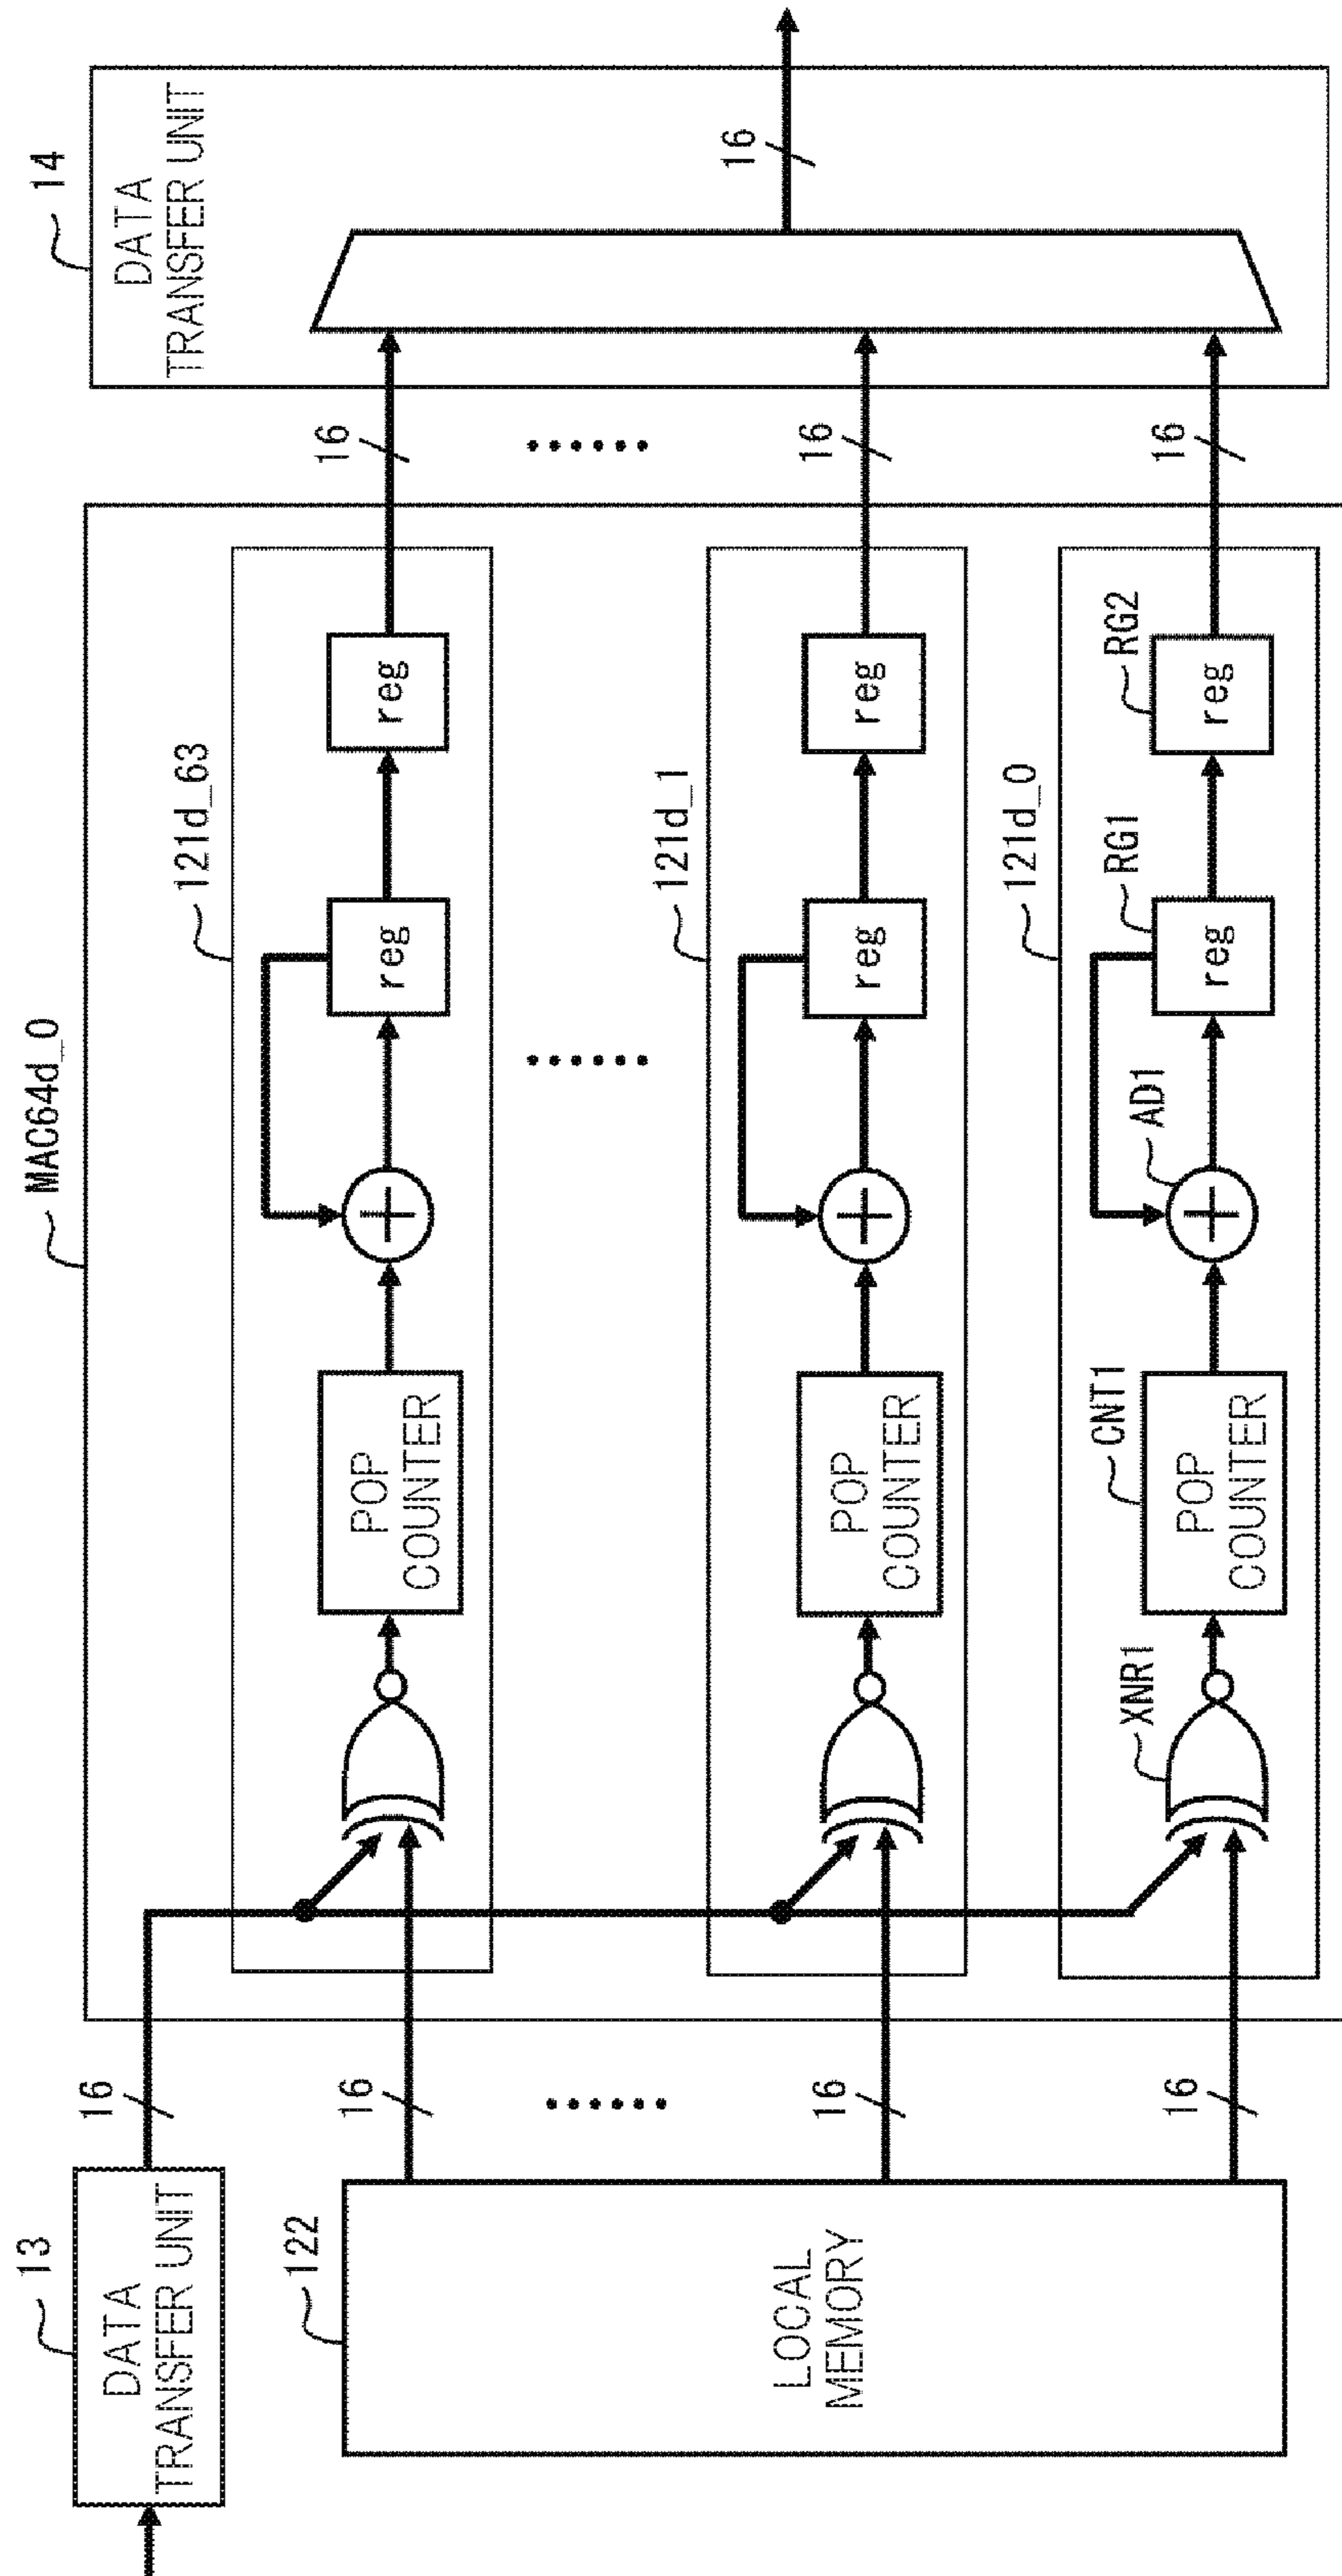 13
DATA
TRANSFER UNIT
16
122
LOCAL
MEMORY
16
16
16
MAC64d_0
121d_63
POP
COUNTER
reg
reg
16
121d_1
POP
COUNTER
reg
reg
16
121d_0
XNR1
POP
COUNTER
CNT1
AD1
reg
RG1
reg
RG2
16
14
DATA
TRANSFER UNIT
16